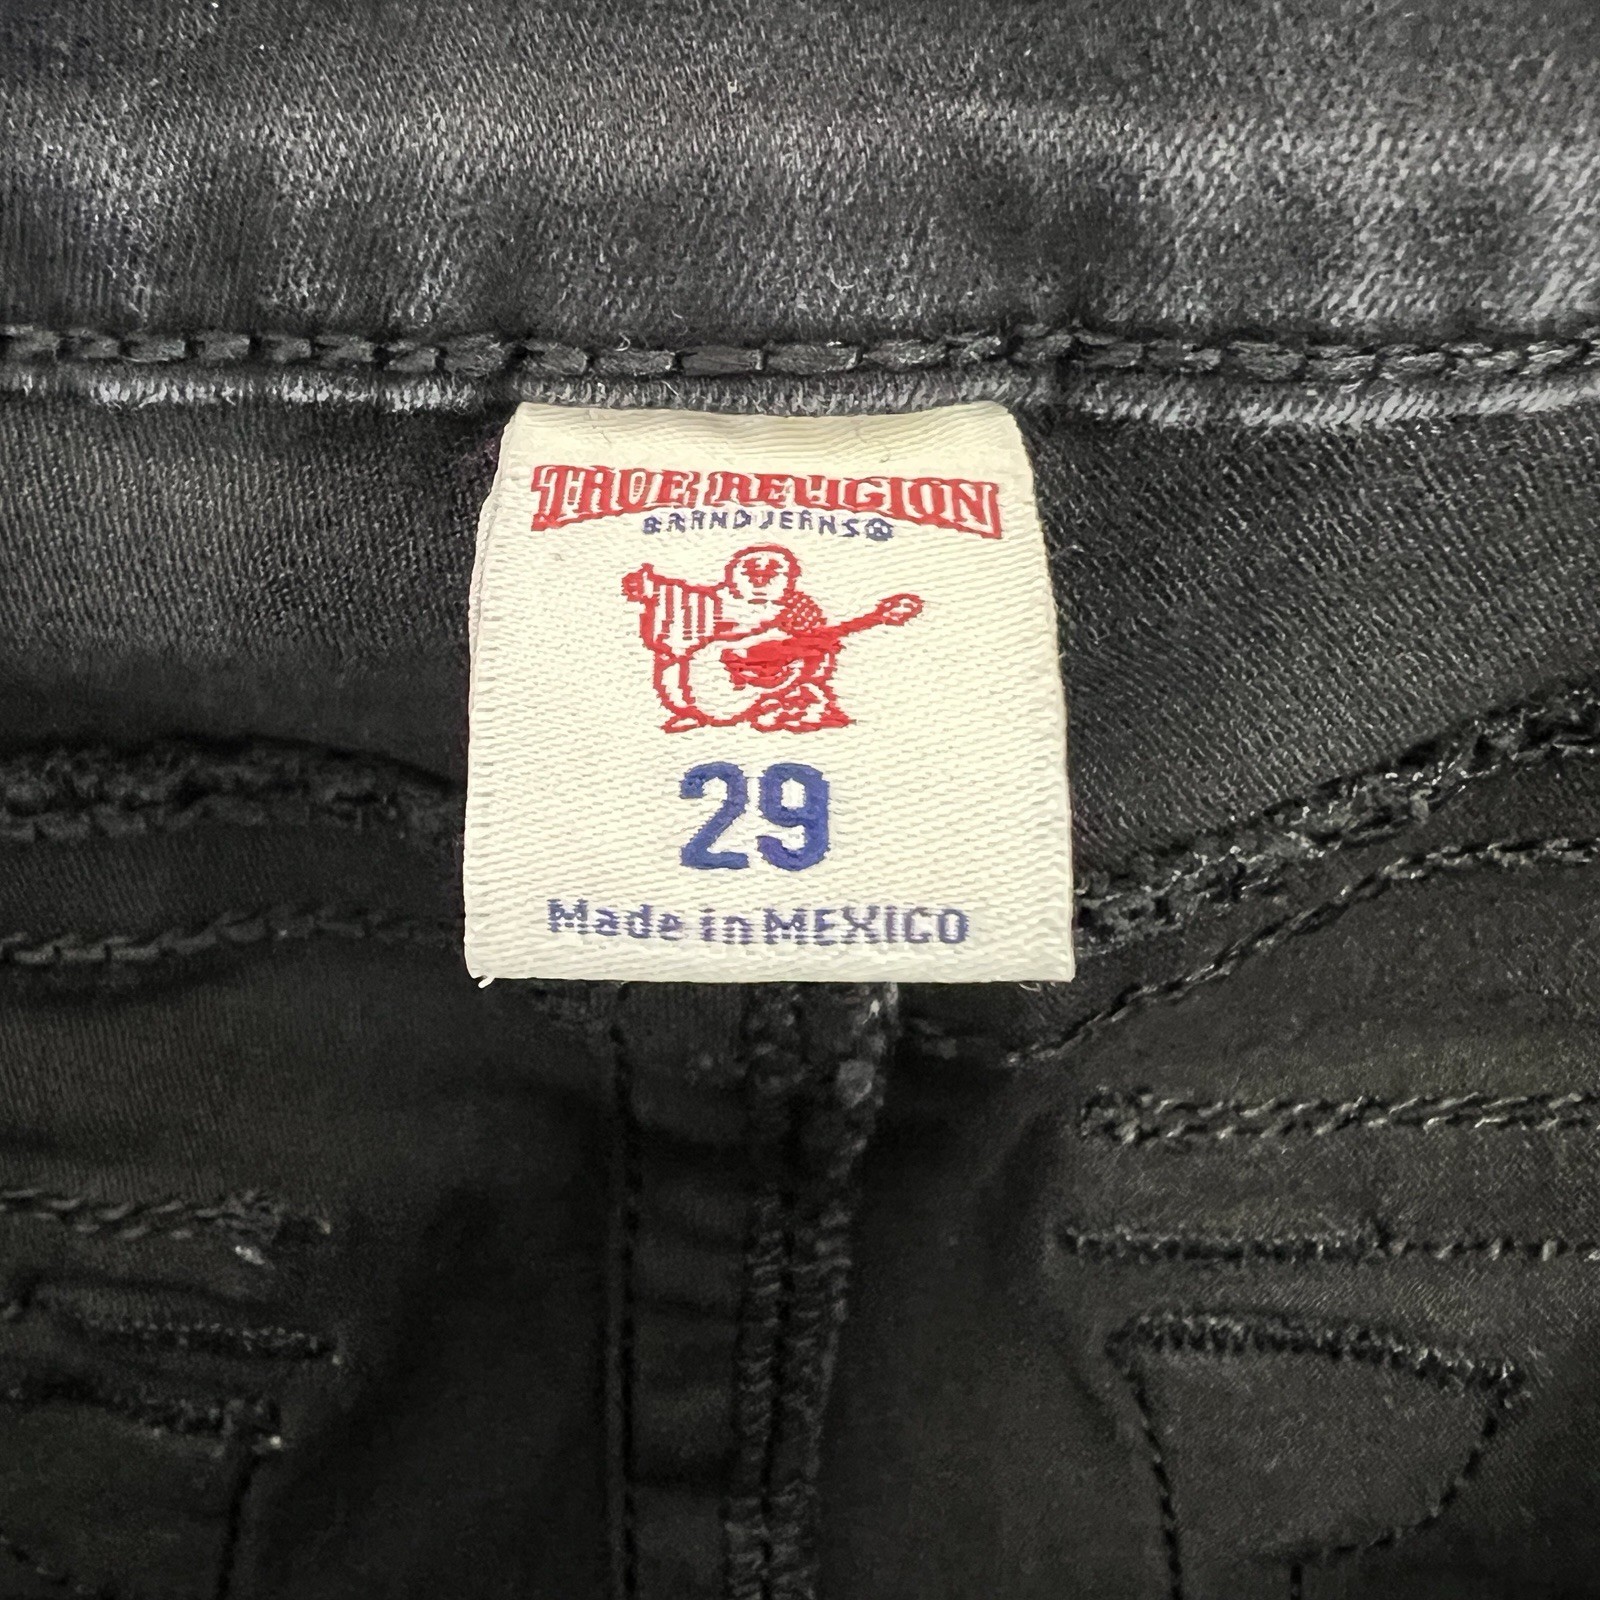 TRUE RELIGION
BRAND JEANS®
29
Made in MEXICO